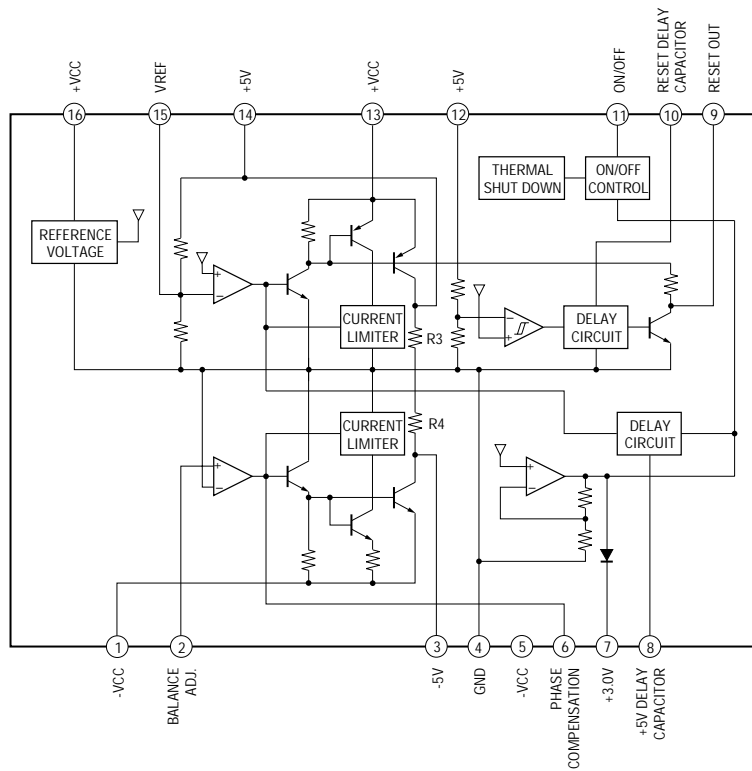 +VCC
VREF
+5V
+VCC
+5V
ON/OFF
RESET DELAY
CAPACITOR
RESET OUT
16
15
14
13
12
11
10
9
THERMAL
SHUT DOWN
ON/OFF
CONTROL
REFERENCE
VOLTAGE
+
−
CURRENT
LIMITER
R3
−
+
DELAY
CIRCUIT
CURRENT
LIMITER
R4
DELAY
CIRCUIT
+
−
+
−
1
2
3
4
5
6
7
8
-VCC
BALANCE
ADJ.
-5V
GND
-VCC
PHASE
COMPENSATION
+3.0V
+5V DELAY
CAPACITOR